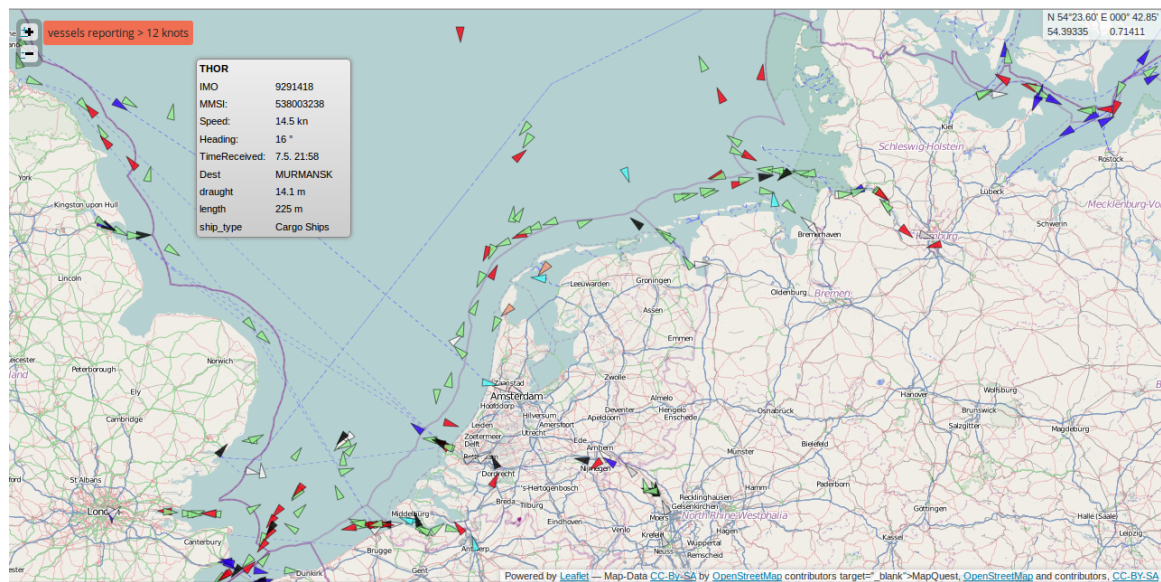 +
vessels reporting > 12 knots
−
N 54°23.60' E 000° 42.85'
54.39335 0.71411
THOR
IMO 9291418
MMSI: 538003238
Speed: 14.5 kn
Heading: 16 °
TimeReceived: 7.5. 21:58
Dest MURMANSK
draught 14.1 m
length 225 m
ship_type Cargo Ships
Kiel
Schleswig-Holstein
Rostock
York
Lübeck
Kingston upon Hull
Mecklenburg-Vo
Schwerin
Bremerhaven
Lincoln
Groningen
Leeuwarden
Oldenburg
Bremen
Assen
Emmen
Norwich
Peterborough
Zwolle
Ely
Zaanstad
Amsterdam
Hoofddorp
Almelo
Hannover
Wolfsburg
Cambridge
Hilversum
Deventer
Hengelo
Osnabrück
Brunswick
Leiden
Amersfoort
Apeldoorn
Enschede
Salzgitter
Magdeburg
Utrecht
Zoetermeer
Delft
Ede
Arnhem
Bielefeld
Münster
St Albans
Dordrecht
Nijmegen
's-Hertogenbosch
Hamm
Paderborn
Breda
Tilburg
Recklinghausen
Gelsenkirchen
Göttingen
Middelburg
Moers
North Rhine-Westphalia
Halle (Saale)
Eindhoven
Venlo
Krefeld
Wuppertal
Hagen
Kassel
Leipzig
Canterbury
Brugge
Gent
Antwerp
Neuss
Remscheid
Dunkirk
Powered by Leaflet — Map-Data CC-By-SA by OpenStreetMap contributors target="_blank">MapQuest, OpenStreetMap and contributors, CC-BY-SA